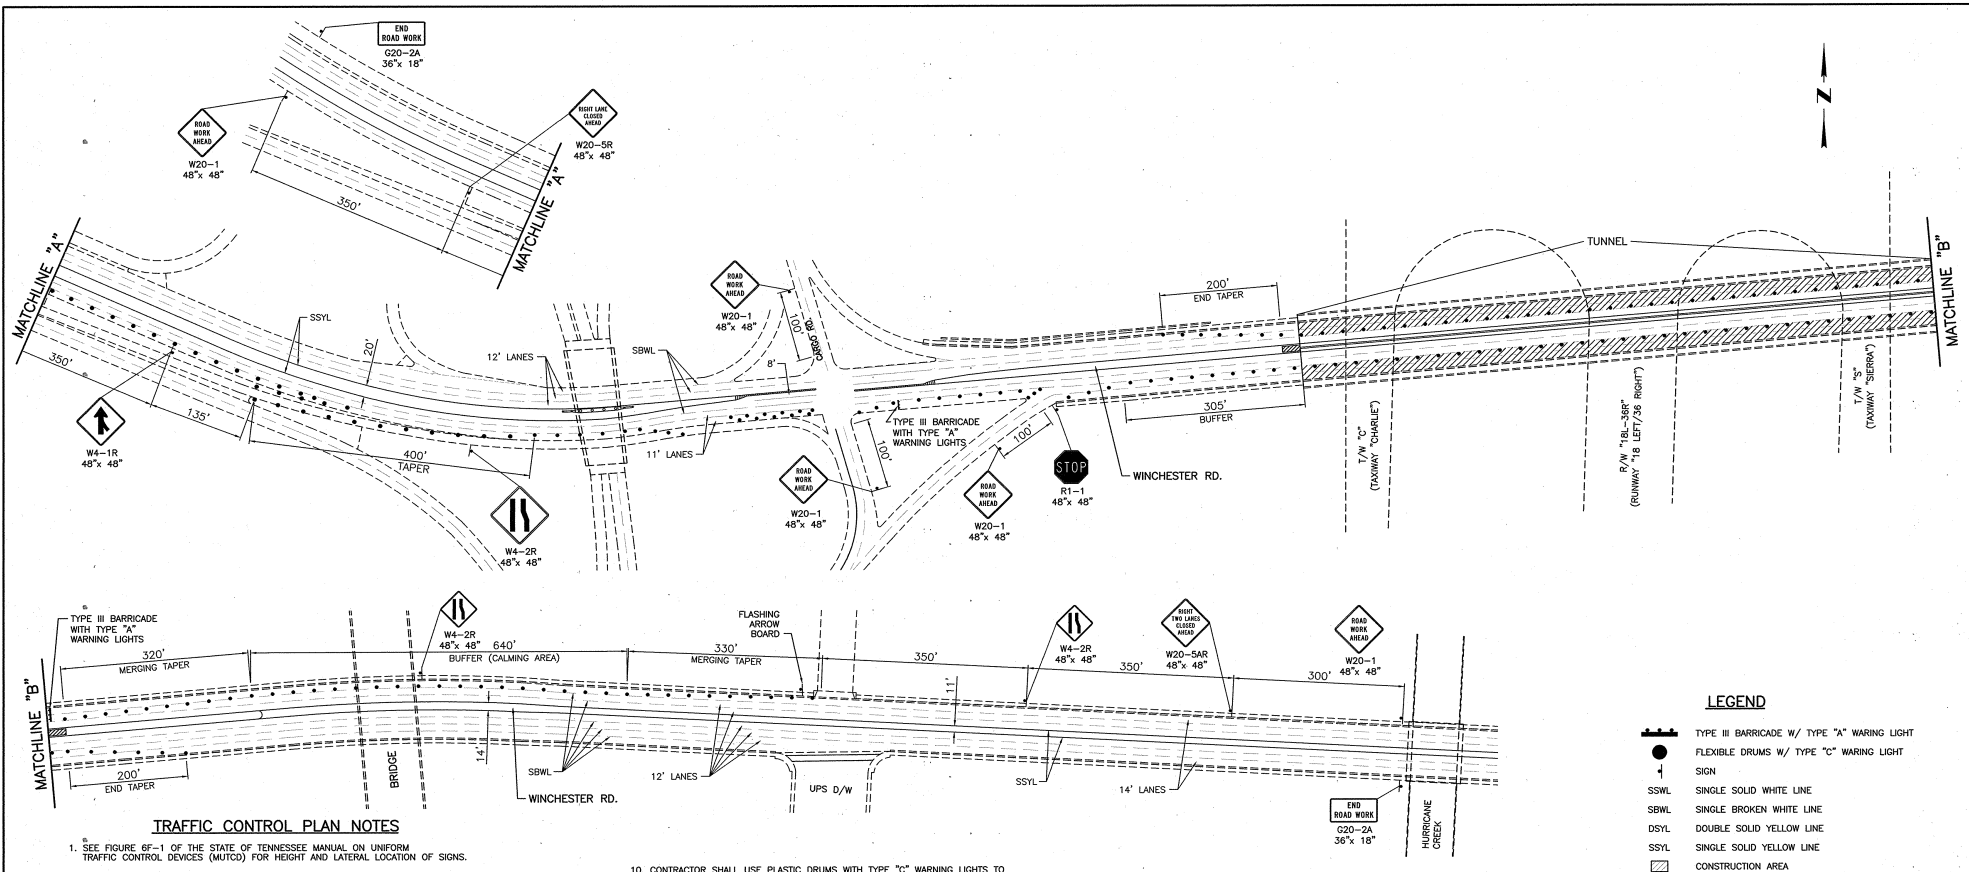 END
ROAD WORK
G20-2A
36"x 18"
ROAD
WORK
AHEAD
W20-1
48"x 48"
RIGHT LANE
CLOSED
AHEAD
W20-5R
48"x 48"
350'
MATCHLINE "A"
N
MATCHLINE "A"
350'
135'
W4-1R
48"x 48"
SSYL
20'
400'
TAPER
12' LANES
SBWL
11' LANES
W4-2R
48"x 48"
ROAD
WORK
AHEAD
W20-1
48"x 48"
100'
CARGO RD.
8'
TYPE III BARRICADE
WITH TYPE "A"
WARNING LIGHTS
100'
ROAD
WORK
AHEAD
W20-1
48"x 48"
100'
ROAD
WORK
AHEAD
W20-1
48"x 48"
STOP
R1-1
48"x 48"
200'
END TAPER
305'
BUFFER
WINCHESTER RD.
TUNNEL
T/W "C"
(TAXIWAY "CHARLIE")
R/W "18L-36R"
(RUNWAY "18 LEFT/36 RIGHT")
T/W "S"
(TAXIWAY "SIERRA")
MATCHLINE "B"
TYPE III BARRICADE
WITH TYPE "A"
WARNING LIGHTS
MATCHLINE "B"
320'
MERGING TAPER
200'
END TAPER
BRIDGE
W4-2R
48"x 48"
640'
BUFFER (CALMING AREA)
14'
SBWL
WINCHESTER RD.
12' LANES
330'
MERGING TAPER
FLASHING
ARROW
BOARD
UPS D/W
350'
11'
SSYL
W4-2R
48"x 48"
350'
14' LANES
RIGHT
TWO LANES
CLOSED
AHEAD
W20-5AR
48"x 48"
300'
ROAD
WORK
AHEAD
W20-1
48"x 48"
END
ROAD WORK
G20-2A
36"x 18"
HURRICANE
CREEK
LEGEND
TYPE III BARRICADE W/ TYPE "A" WARING LIGHT
FLEXIBLE DRUMS W/ TYPE "C" WARING LIGHT
SIGN
SSWL SINGLE SOLID WHITE LINE
SBWL SINGLE BROKEN WHITE LINE
DSYL DOUBLE SOLID YELLOW LINE
SSYL SINGLE SOLID YELLOW LINE
CONSTRUCTION AREA
TRAFFIC CONTROL PLAN NOTES
1. SEE FIGURE 6F-1 OF THE STATE OF TENNESSEE MANUAL ON UNIFORM
TRAFFIC CONTROL DEVICES (MUTCD) FOR HEIGHT AND LATERAL LOCATION OF SIGNS.
10. CONTRACTOR SHALL USE PLASTIC DRUMS WITH TYPE "C" WARNING LIGHTS TO